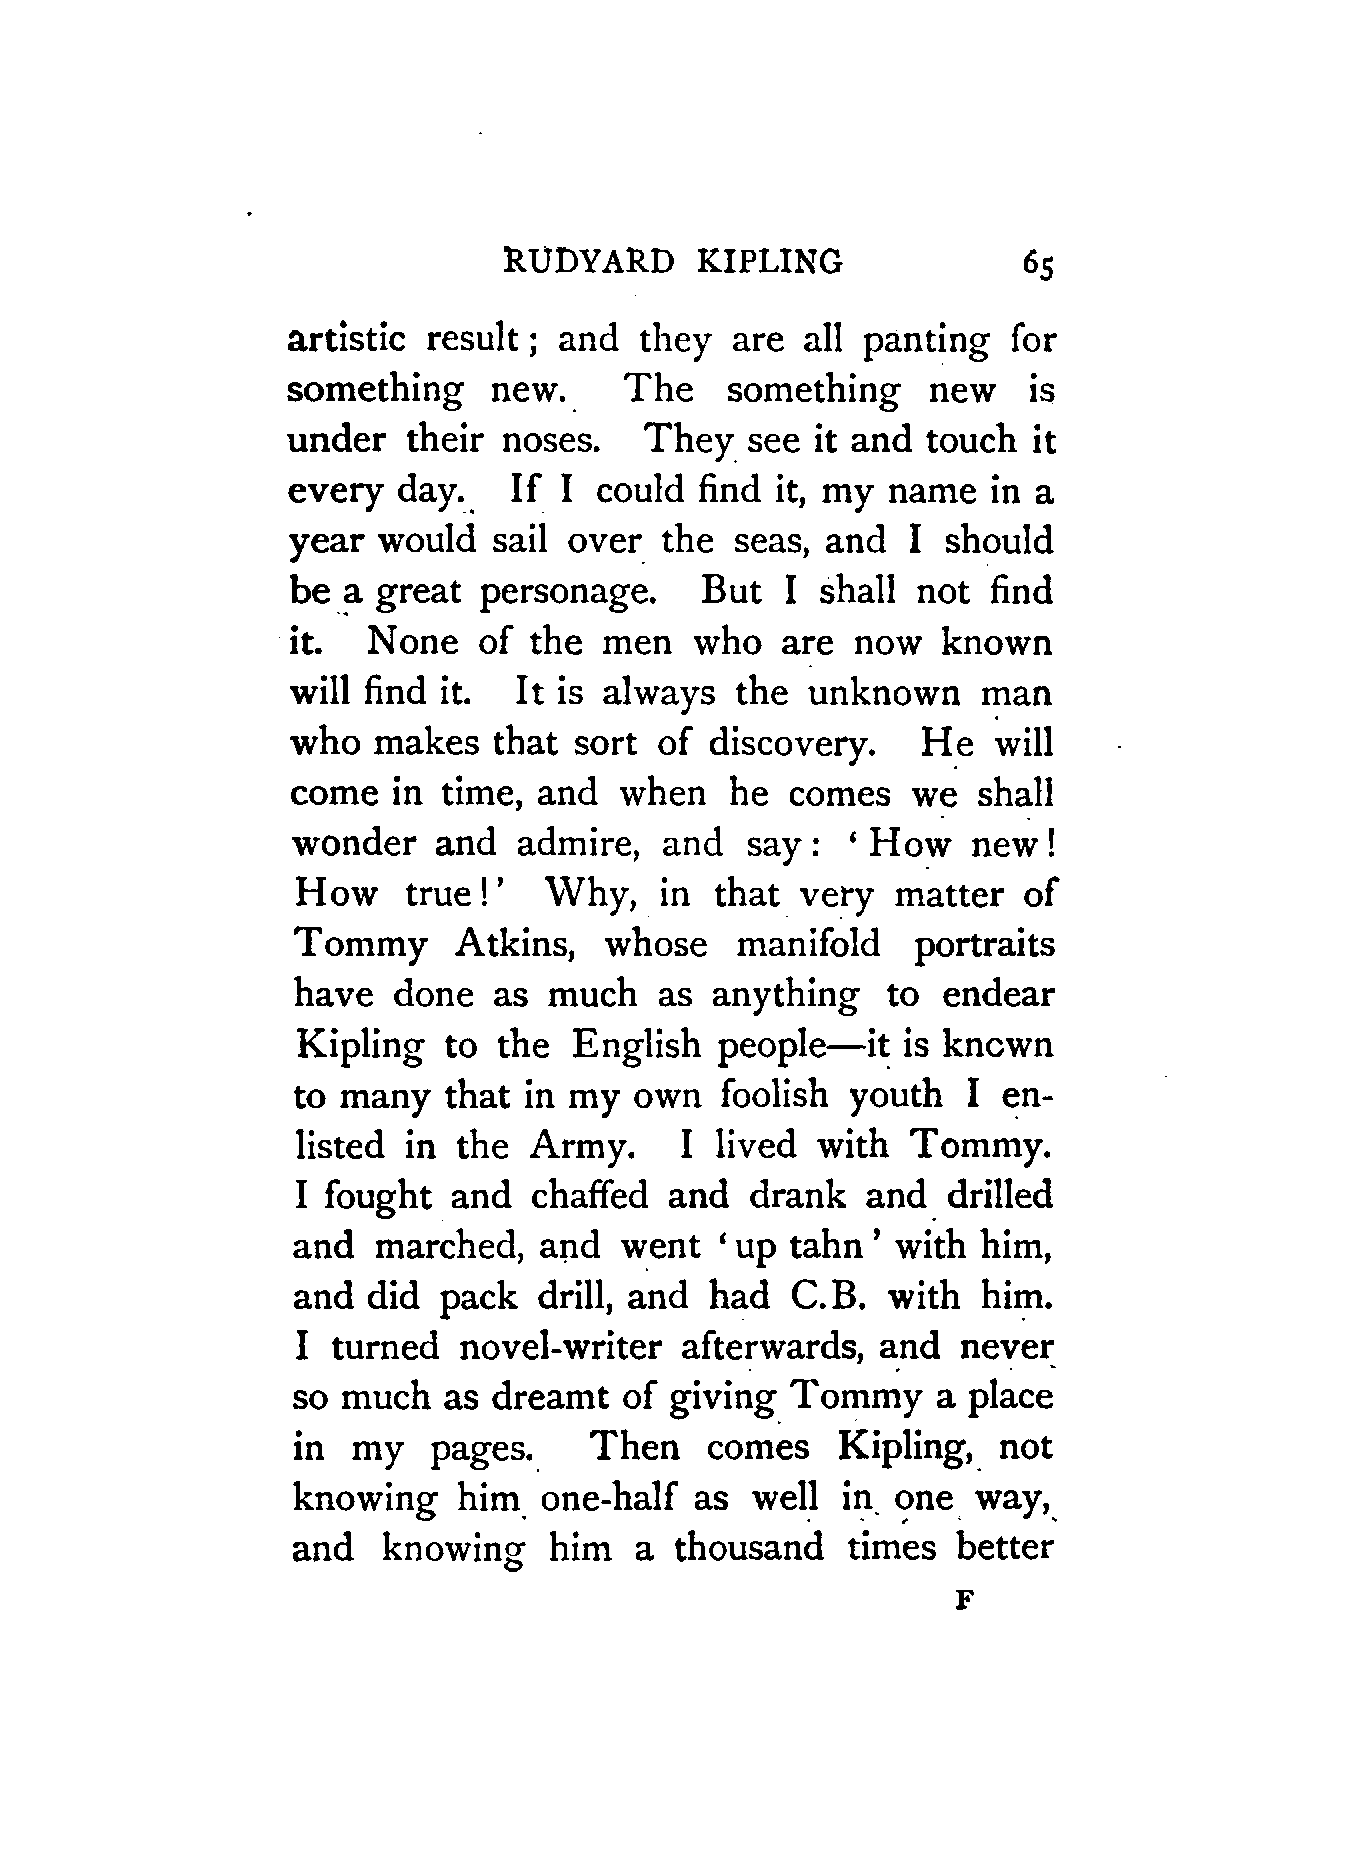 RUDYARD KIPLING 65
artistic result; and they are all panting for
something new. The something new is
under their noses. They see it and touch it
every day. If I could find it, my name in a
year would sail over the seas, and I should
be a great personage. But I shall not find
it. None of the men who are now known
will find it. It is always the unknown man
who makes that sort of discovery. He will
come in time, and when he comes we shall
wonder and admire, and say: ‘How new!
How true!’ Why, in that very matter of
Tommy Atkins, whose manifold portraits
have done as much as anything to endear
Kipling to the English people—it is known
to many that in my own foolish youth I en-
listed in the Army. I lived with Tommy.
I fought and chaffed and drank and drilled
and marched, and went ‘up tahn’ with him,
and did pack drill, and had C.B. with him.
I turned novel-writer afterwards, and never
so much as dreamt of giving Tommy a place
in my pages. Then comes Kipling, not
knowing him one-half as well in one way,
and knowing him a thousand times better
F